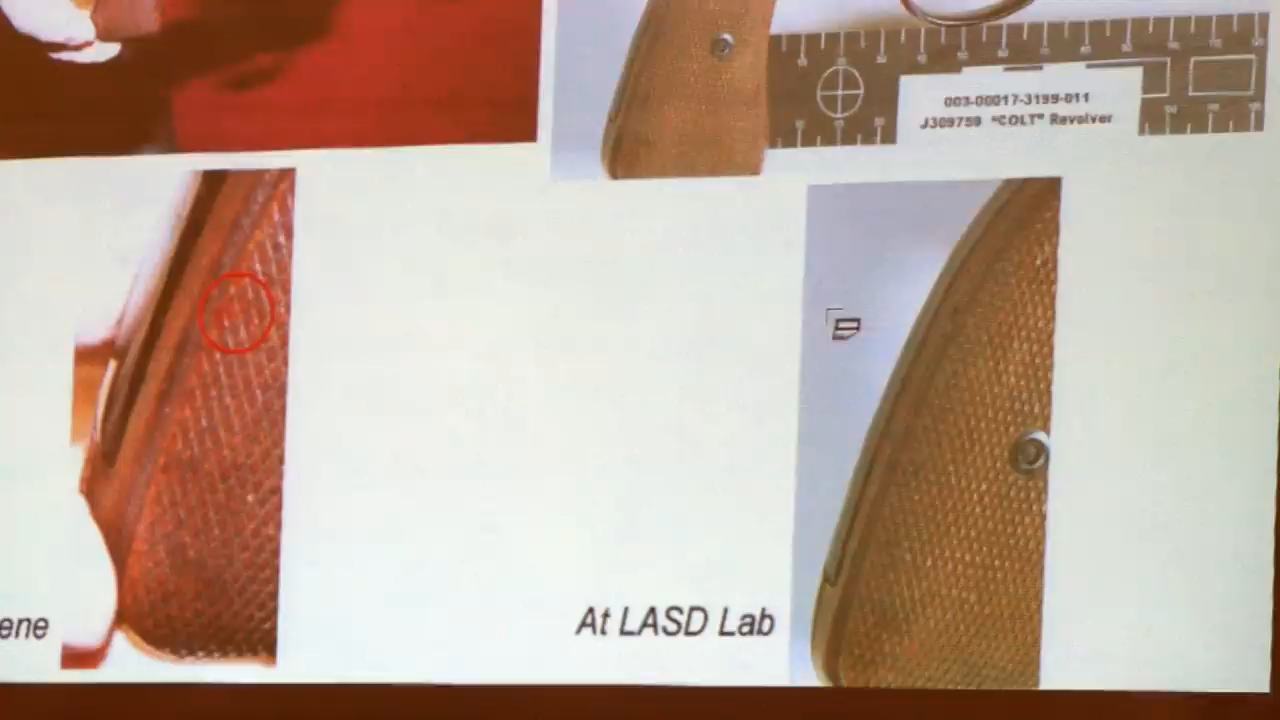 003-00017-3199-011
J309759 "COLT" Revolver
ene
At LASD Lab